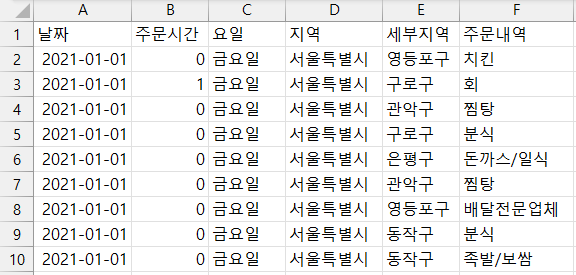 A B C D E F
1 날짜 주문시간 요일 지역 세부지역 주문내역
2 2021-01-01 0 금요일 서울특별시 영등포구 치킨
3 2021-01-01 1 금요일 서울특별시 구로구 회
4 2021-01-01 0 금요일 서울특별시 관악구 찜탕
5 2021-01-01 0 금요일 서울특별시 구로구 분식
6 2021-01-01 0 금요일 서울특별시 은평구 돈까스/일식
7 2021-01-01 0 금요일 서울특별시 관악구 찜탕
8 2021-01-01 0 금요일 서울특별시 영등포구 배달전문업체
9 2021-01-01 0 금요일 서울특별시 동작구 분식
10 2021-01-01 0 금요일 서울특별시 동작구 족발/보쌈